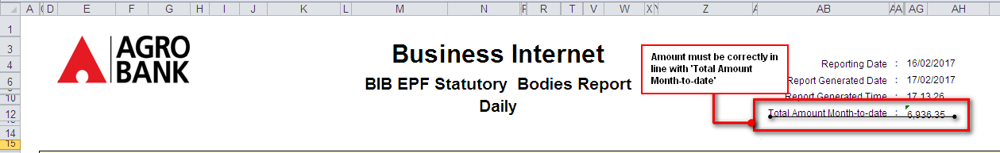 A C D E F G H I J K L M N P R T V W X Y Z A AB AA AG AH
1
3
4
6
8
10
12
13
14
15
AGRO
BANK
Business Internet
BIB EPF Statutory Bodies Report
Daily
Amount must be correctly in
line with 'Total Amount
Month-to-date'
Reporting Date : 16/02/2017
Report Generated Date : 17/02/2017
Report Generated Time : 17.13.26
Total Amount Month-to-date : 6,936.35